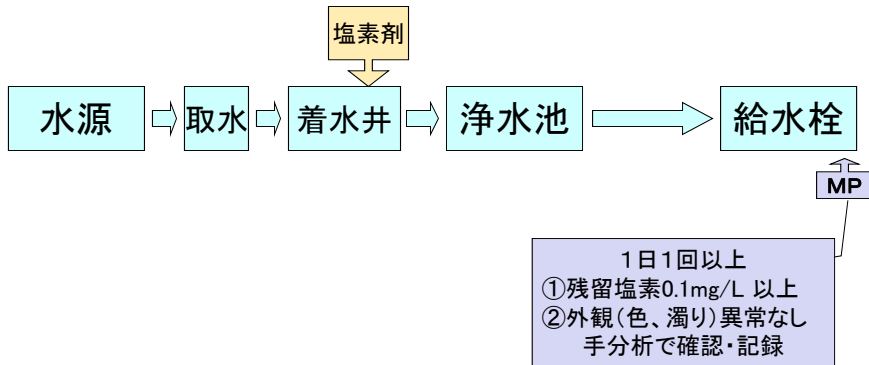 塩素剤
水源
取水
着水井
浄水池
給水栓
MP
1日1回以上
①残留塩素0.1mg/L 以上
②外観(色、濁り)異常なし
手分析で確認・記録